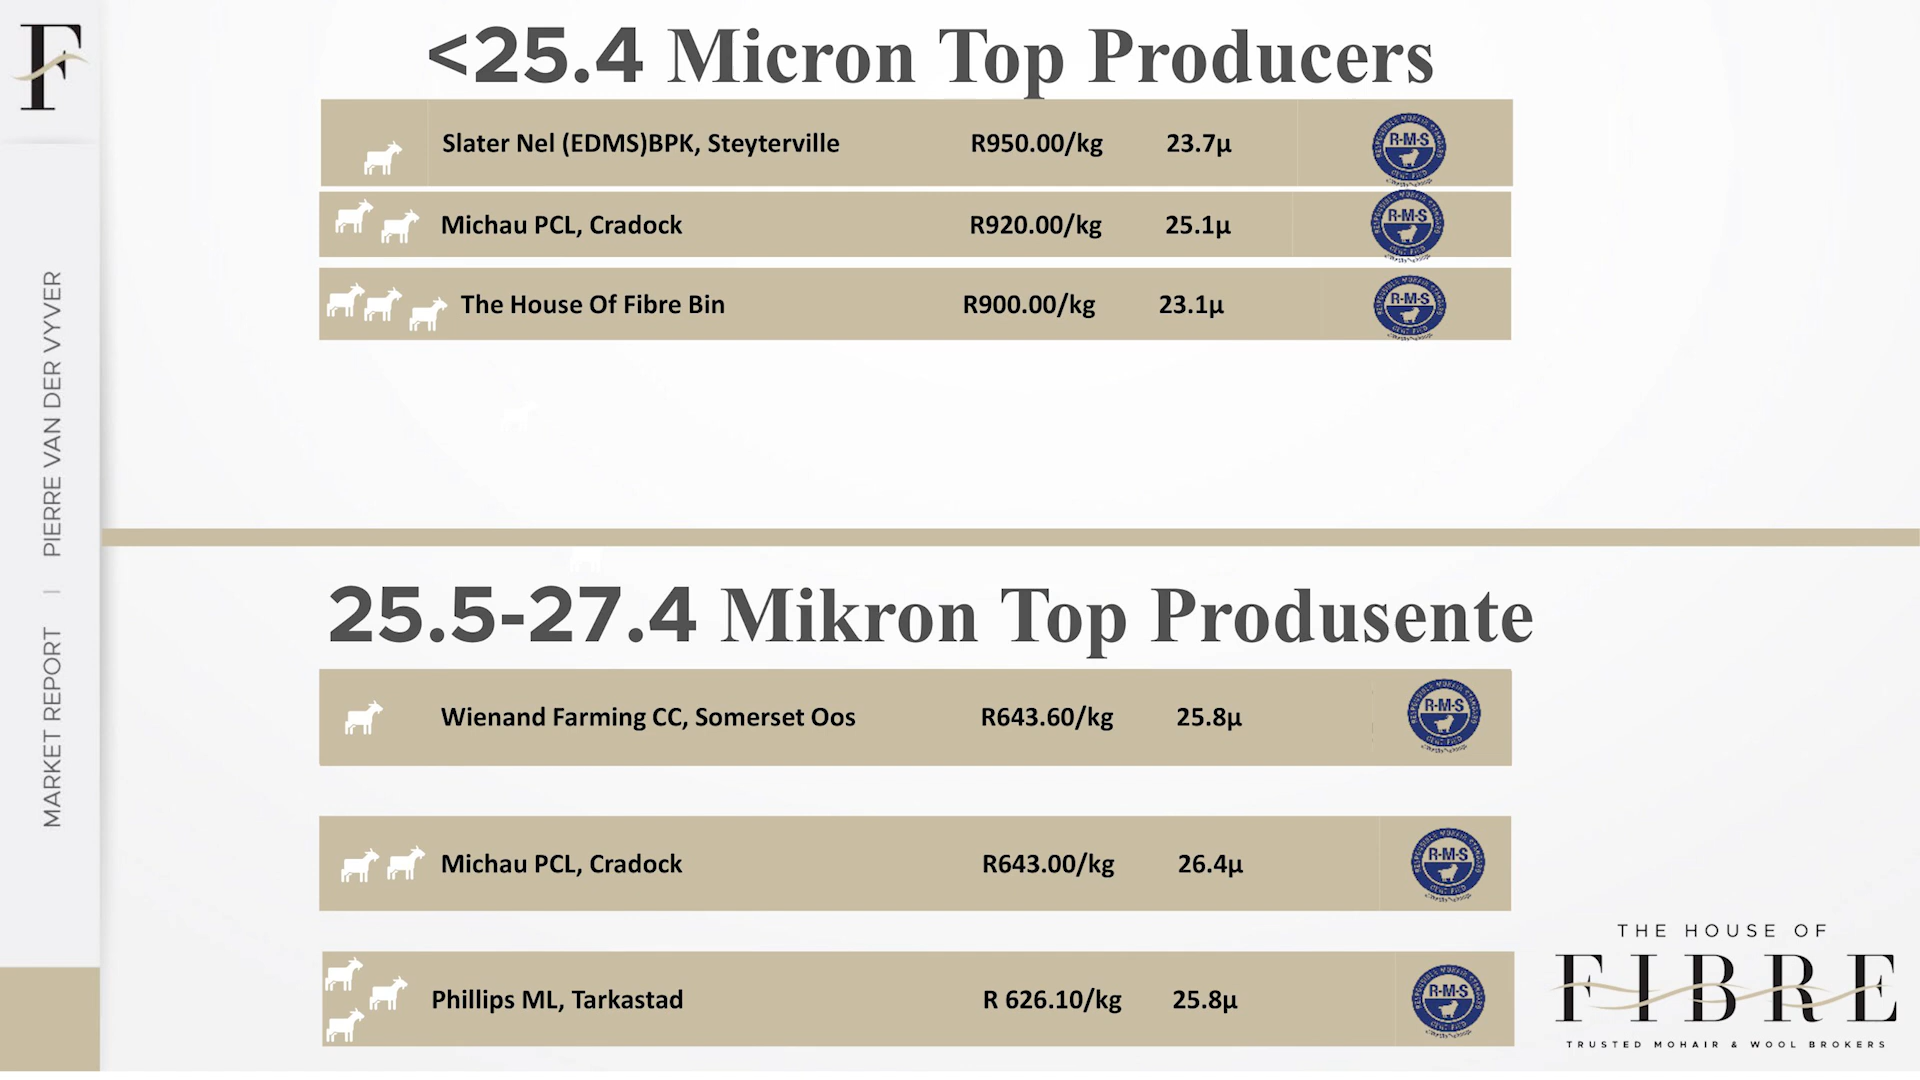 F
<25.4 Micron Top Producers
Slater Nel (EDMS)BPK, Steyterville R950.00/kg 23.7µ R-M-S
Michau PCL, Cradock R920.00/kg 25.1µ R-M-S
The House Of Fibre Bin R900.00/kg 23.1µ R-M-S
MARKET REPORT | PIERRE VAN DER VYVER
25.5-27.4 Mikron Top Produsente
Wienand Farming CC, Somerset Oos R643.60/kg 25.8µ R-M-S
Michau PCL, Cradock R643.00/kg 26.4µ R-M-S
Phillips ML, Tarkastad R 626.10/kg 25.8µ R-M-S
THE HOUSE OF
FIBRE
TRUSTED MOHAIR & WOOL BROKERS